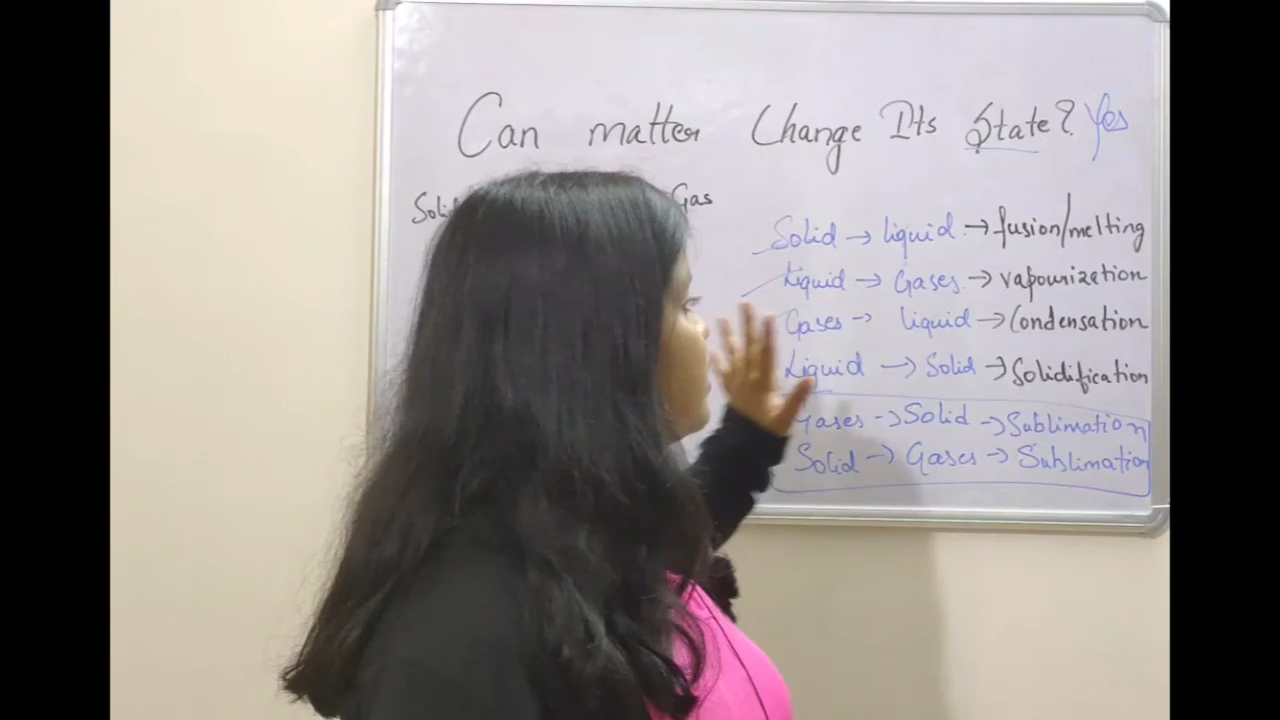 Can matter Change Its State? Yes
Gas
Solid → liquid → fusion/melting
Liquid → Gases → vapourization
Gases → liquid → Condensation
Liquid → Solid → Solidification
Gases → Solid → Sublimation
Solid → Gases → Sublimation